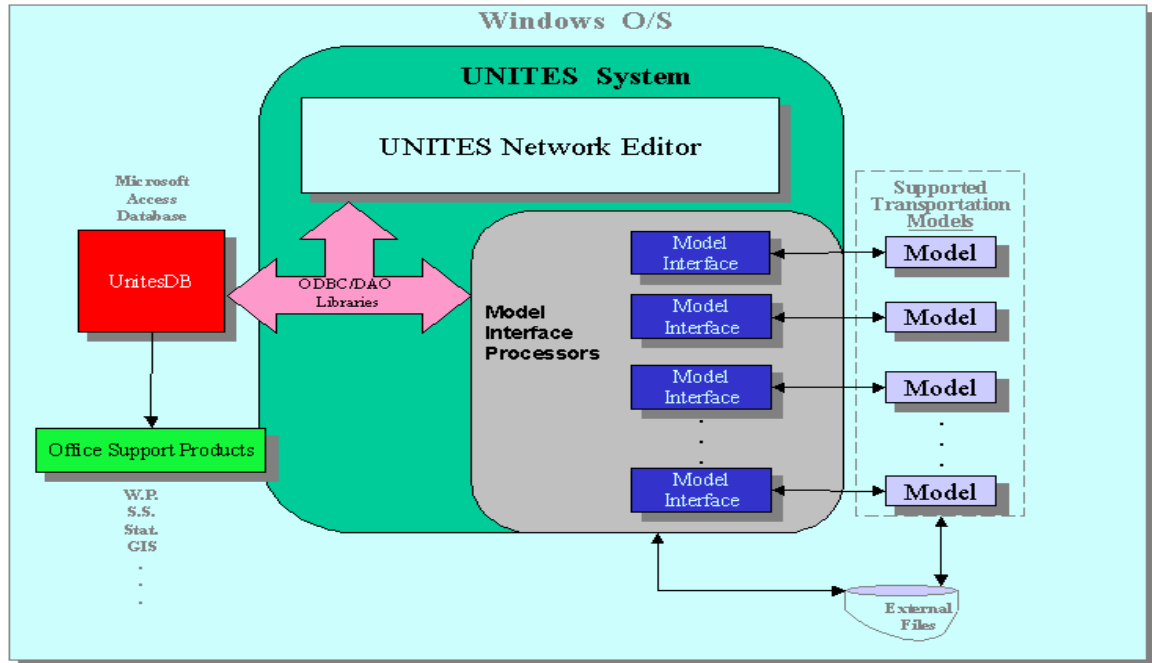 Windows O/S
UNITES System
UNITES Network Editor
Microsoft
Access
Database
UnitesDB
ODBC/DAO
Libraries
Office Support Products
W.P.
S.S.
Stat.
GIS
.
.
.
Model
Interface
Processors
Model
Interface
Model
Interface
Model
Interface
.
.
.
Model
Interface
Supported
Transportation
Models
Model
Model
Model
.
.
.
Model
External
Files